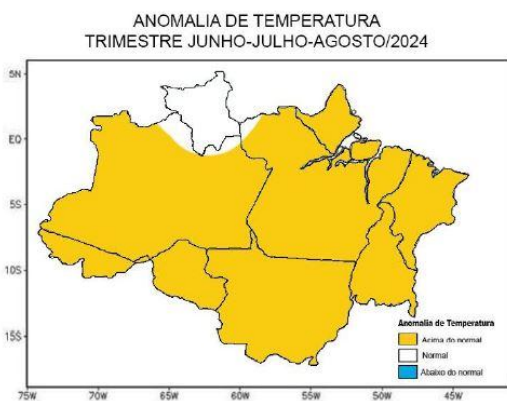 ANOMALIA DE TEMPERATURA
TRIMESTRE JUNHO-JULHO-AGOSTO/2024
5N
EQ
5S
10S
15S
Anomalia de Temperatura
Acima do normal
Normal
Abaixo do normal
75W 70W 65W 60W 55W 50W 45W